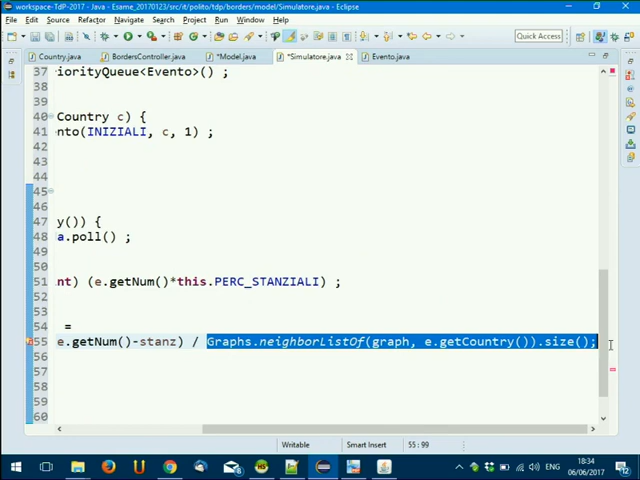 workspace-TdP-2017 - Java - Esame_20170123/src/it/polito/tdp/borders/model/Simulatore.java - Eclipse
File Edit Source Refactor Navigate Search Project Run Window Help
Quick Access
Country.java BordersController.java *Model.java *Simulatore.java Evento.java
37 iorityQueue<Evento>() ;
38
39
40 Country c) {
41 nto(INIZIALI, c, 1) ;
42
43
44
45
46
47 y()) {
48 a.poll() ;
49
50
51 nt) (e.getNum()*this.PERC_STANZIALI) ;
52
53
54 =
55 e.getNum()-stanz) / Graphs.neighborListOf(graph, e.getCountry()).size();
56
57
58
59
60
Writable Smart Insert 55 : 99
ENG 18:34
06/06/2017
12